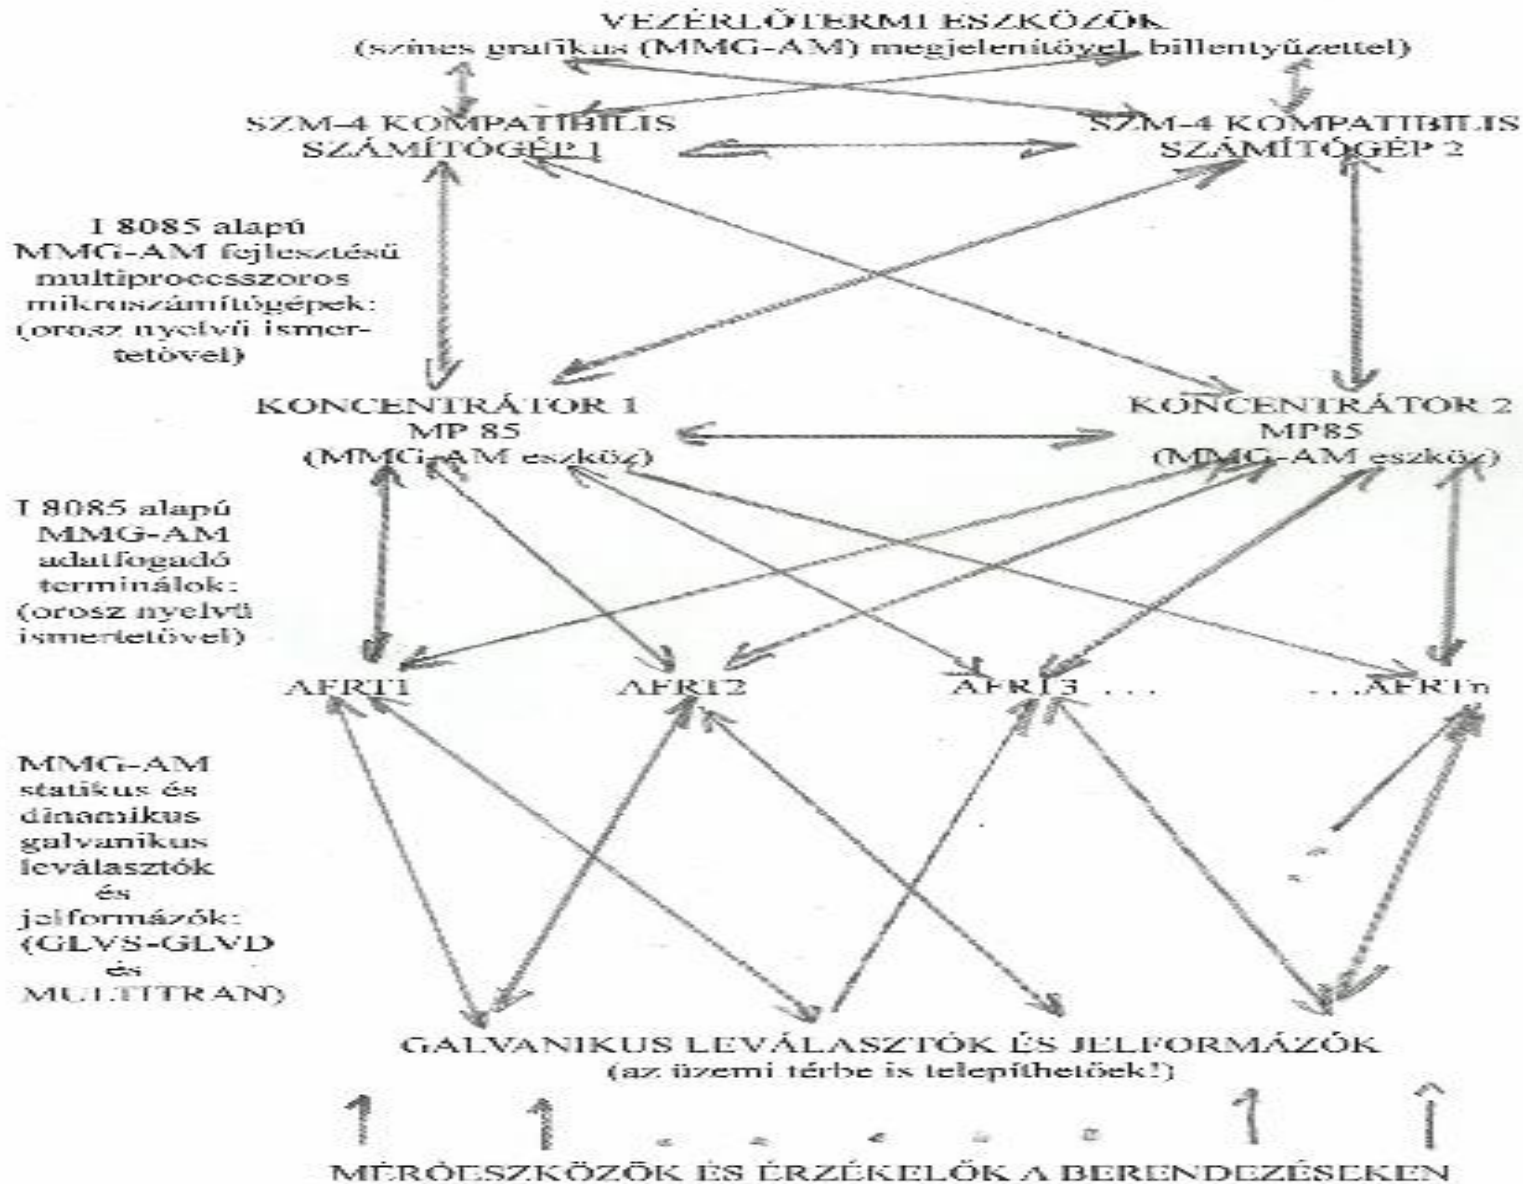 VEZÉRLŐTERMI ESZKÖZÖK
(színes grafikus (MMG-AM) megjelenítővel, billentyűzettel)
SZM-4 KOMPATIBILIS
SZÁMÍTÓGÉP 1
SZM-4 KOMPATIBILIS
SZÁMÍTÓGÉP 2
I 8085 alapú
MMG-AM fejlesztésű
multiprocesszoros
mikroszámítógépek:
(orosz nyelvű ismer-
tetővel)
KONCENTRÁTOR 1
MP 85
(MMG-AM eszköz)
KONCENTRÁTOR 2
MP85
(MMG-AM eszköz)
I 8085 alapú
MMG-AM
adatfogadó
terminálok:
(orosz nyelvű
ismertetővel)
AFRT1
AFRT2
AFRT3 ...
...AFRTn
MMG-AM
statikus és
dinamikus
galvanikus
leválasztók
és
jelformázók:
(GLVS-GLVD
és
MULTITRAN)
GALVANIKUS LEVÁLASZTÓK ÉS JELFORMÁZÓK
(az üzemi térbe is telepíthetőek!)
MÉRŐESZKÖZÖK ÉS ÉRZÉKELŐK A BERENDEZÉSEKEN